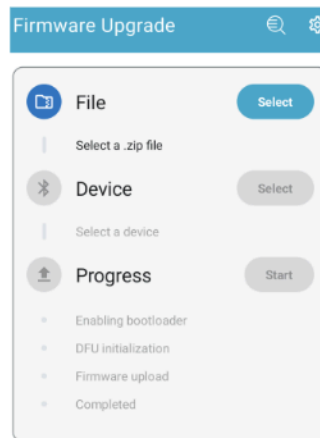 Firmware Upgrade
File
Select
Select a .zip file
Device
Select
Select a device
Progress
Start
Enabling bootloader
DFU initialization
Firmware upload
Completed